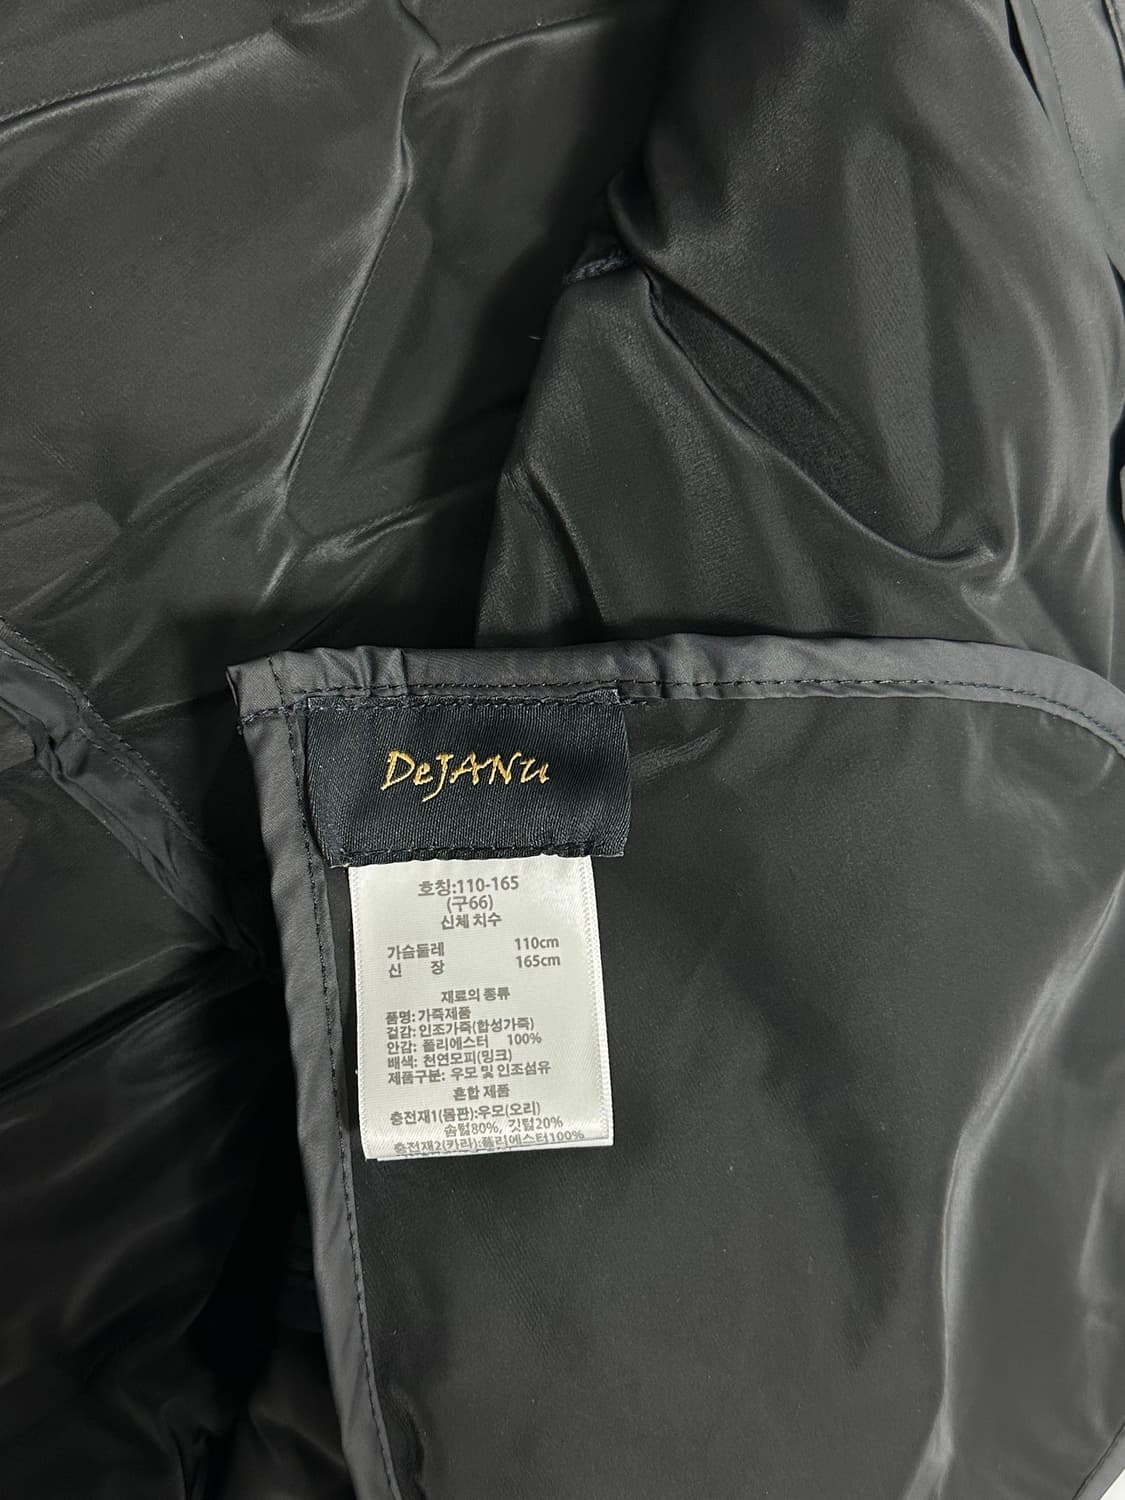 DeJANu
호칭:110-165
(구66)
신체 치수
가슴둘레 110cm
신 장 165cm
재료의 종류
품명: 가죽제품
겉감: 인조가죽(합성가죽)
안감: 폴리에스터 100%
배색: 천연모피(밍크)
제품구분: 우모 및 인조섬유
혼합 제품
충전재1(몸판):우모(오리)
솜털80%, 깃털20%
충전재2(카라):폴리에스터100%